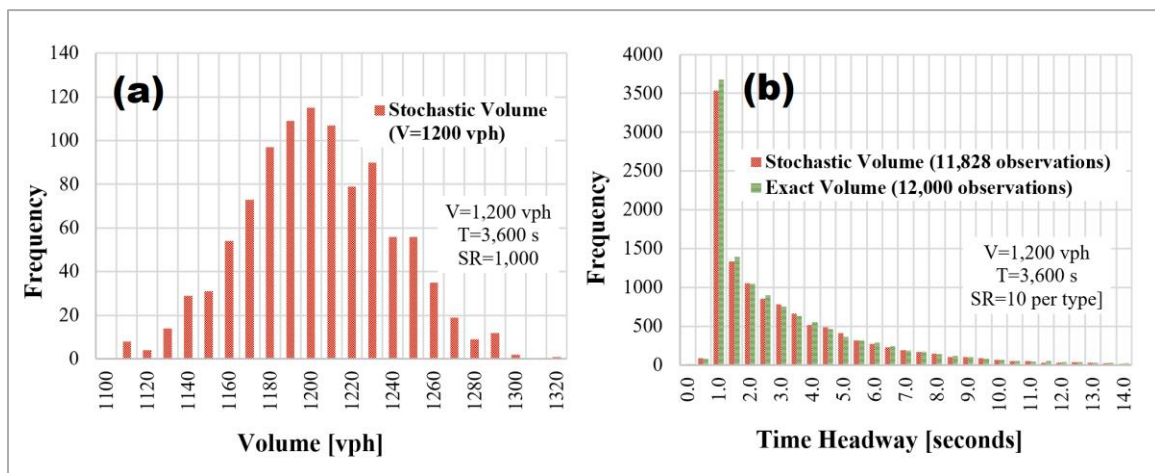 (a)
140
120
100
80
60
40
20
0
Frequency
Stochastic Volume
(V=1200 vph)
V=1,200 vph
T=3,600 s
SR=1,000
1100
1120
1140
1160
1180
1200
1220
1240
1260
1280
1300
1320
Volume [vph]
(b)
4000
3500
3000
2500
2000
1500
1000
500
0
Frequency
Stochastic Volume (11,828 observations)
Exact Volume (12,000 observations)
V=1,200 vph
T=3,600 s
SR=10 per type]
0.0
1.0
2.0
3.0
4.0
5.0
6.0
7.0
8.0
9.0
10.0
11.0
12.0
13.0
14.0
Time Headway [seconds]